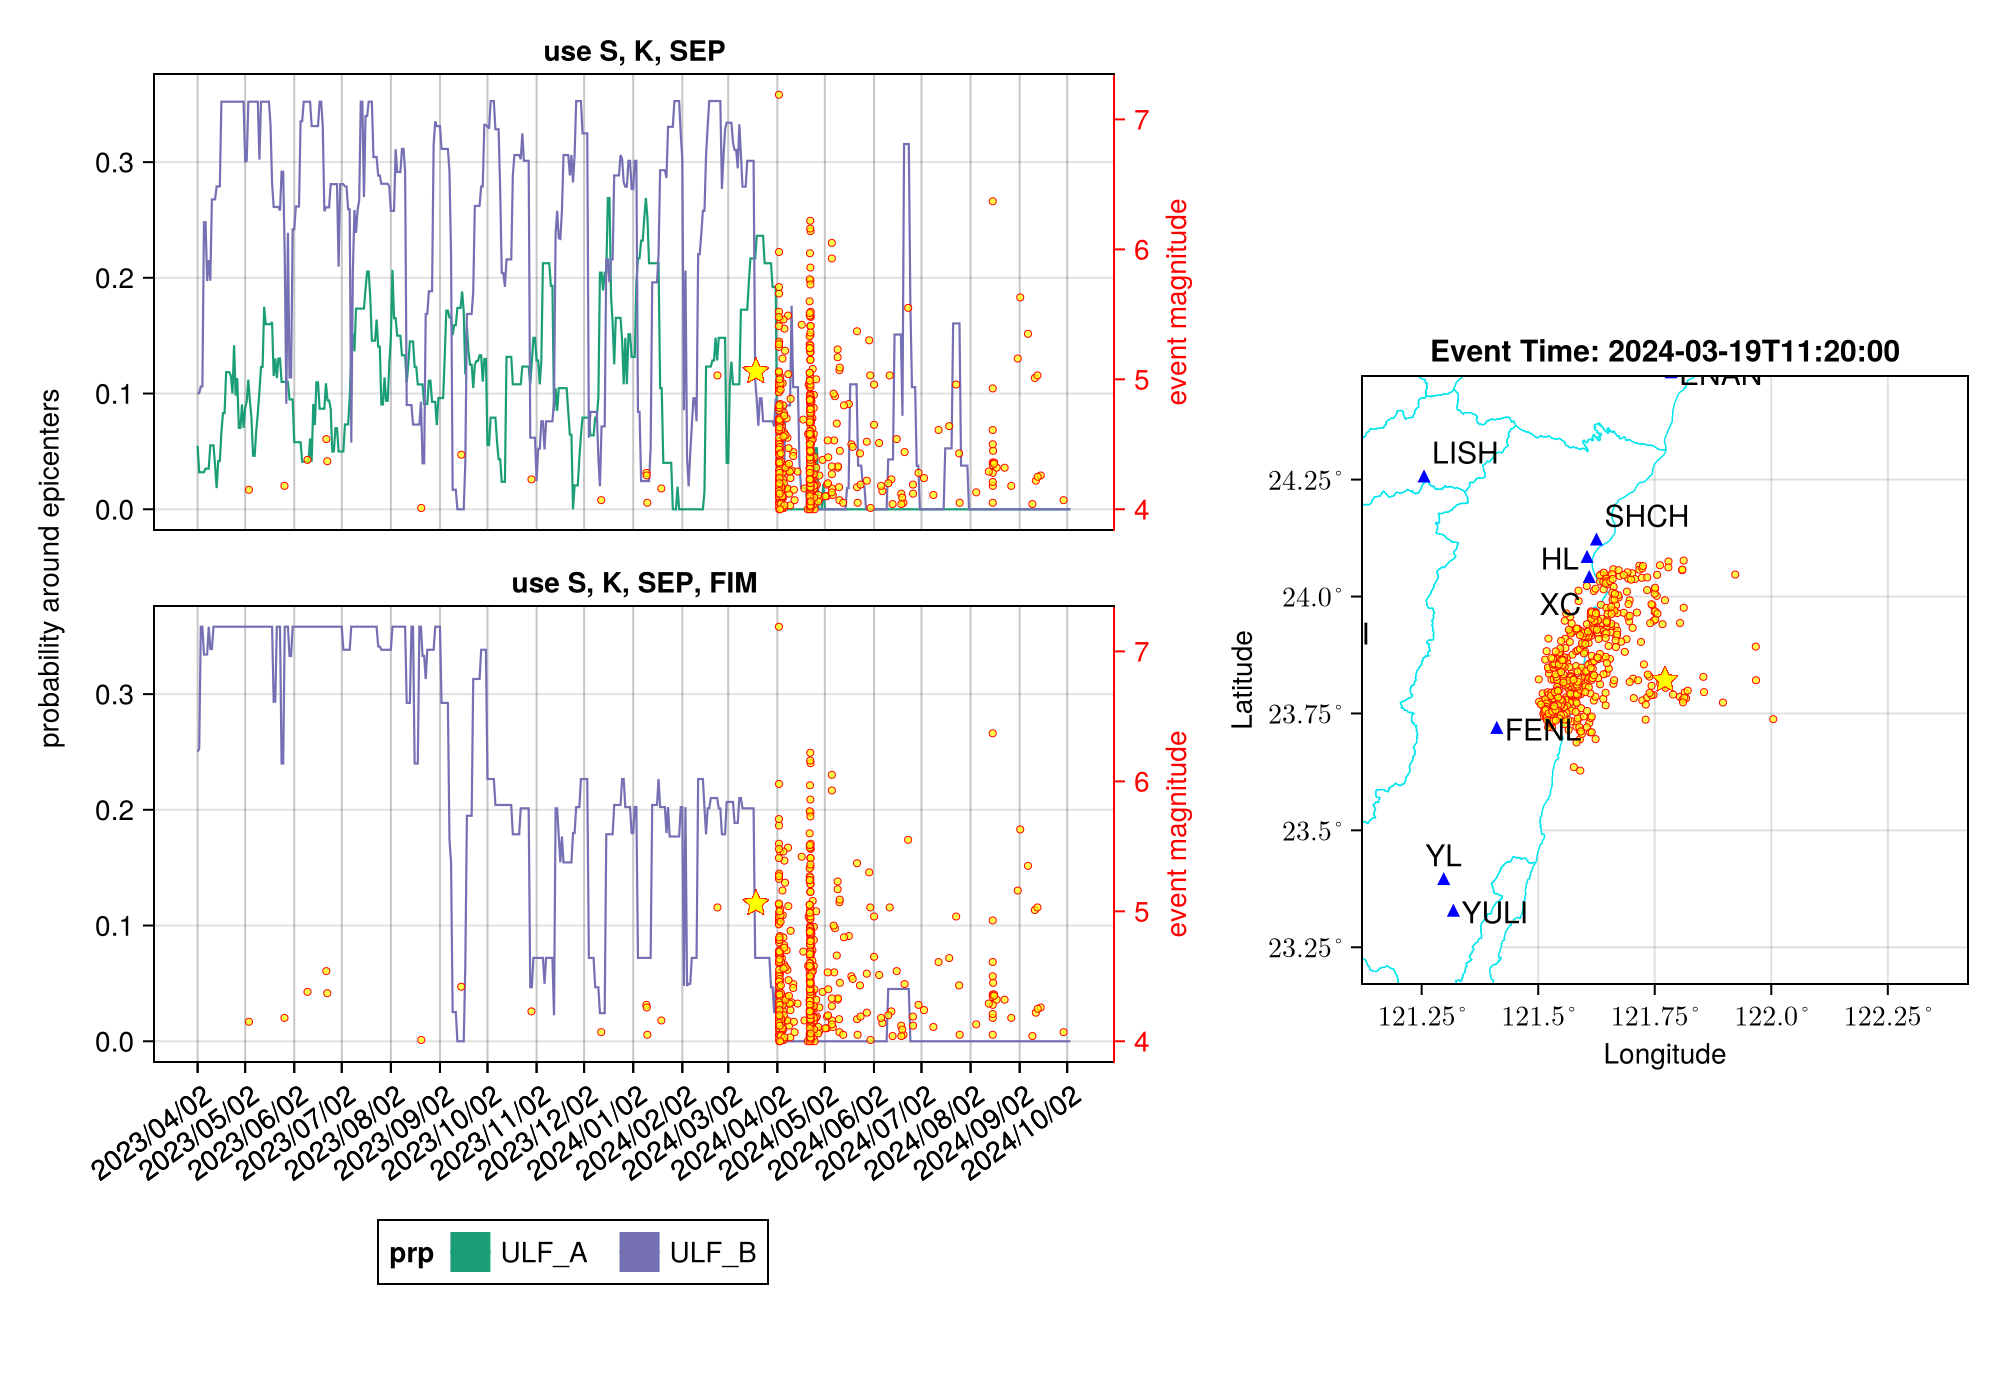 use S, K, SEP
0.3
0.2
0.1
0.0
7
6
5
4
event magnitude
probability around epicenters
use S, K, SEP, FIM
0.3
0.2
0.1
0.0
7
6
5
4
event magnitude
2023/04/02
2023/05/02
2023/06/02
2023/07/02
2023/08/02
2023/09/02
2023/10/02
2023/11/02
2023/12/02
2024/01/02
2024/02/02
2024/03/02
2024/04/02
2024/05/02
2024/06/02
2024/07/02
2024/08/02
2024/09/02
2024/10/02
prp ULF_A ULF_B
Event Time: 2024-03-19T11:20:00
LISH
SHCH
HL
XC
FENL
YL
YULI
24.25°
24.0°
23.75°
23.5°
23.25°
Latitude
121.25° 121.5° 121.75° 122.0° 122.25°
Longitude